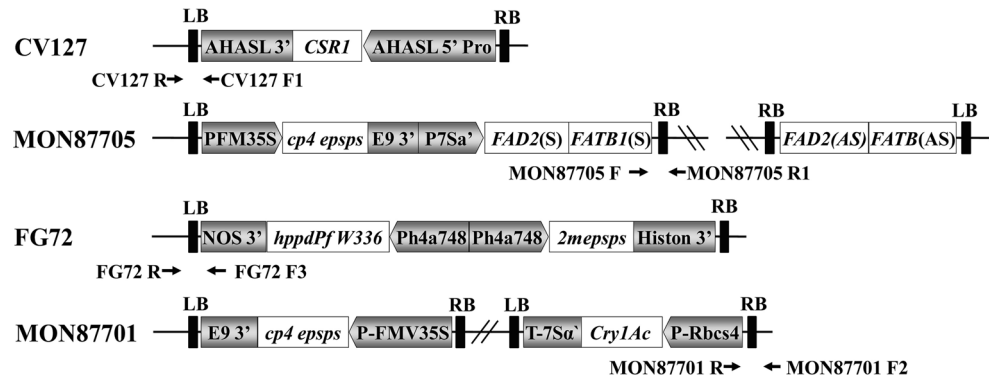 LB RB
CV127 AHASL 3’ CSR1 AHASL 5’ Pro
CV127 R CV127 F1
LB RB RB LB
MON87705 PFM35S cp4 epsps E9 3’ P7Sa’ FAD2(S) FATB1(S) FAD2(AS) FATB(AS)
MON87705 F MON87705 R1
LB RB
FG72 NOS 3’ hppdPf W336 Ph4a748 Ph4a748 2mepsps Histon 3’
FG72 R FG72 F3
LB RB LB RB
MON87701 E9 3’ cp4 epsps P-FMV35S T-7Sα` Cry1Ac P-Rbcs4
MON87701 R MON87701 F2